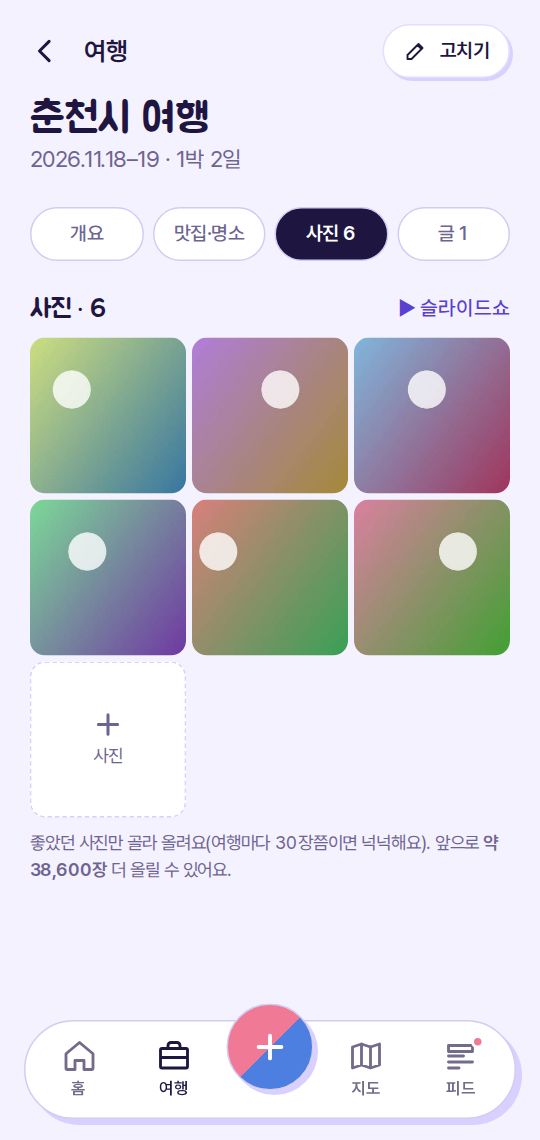 여행
고치기
춘천시 여행
2026.11.18–19 · 1박 2일
개요
맛집·명소
사진 6
글 1
사진 · 6
▶ 슬라이드쇼
사진
좋았던 사진만 골라 올려요(여행마다 30장쯤이면 넉넉해요). 앞으로 약
38,600장 더 올릴 수 있어요.
홈
여행
지도
피드